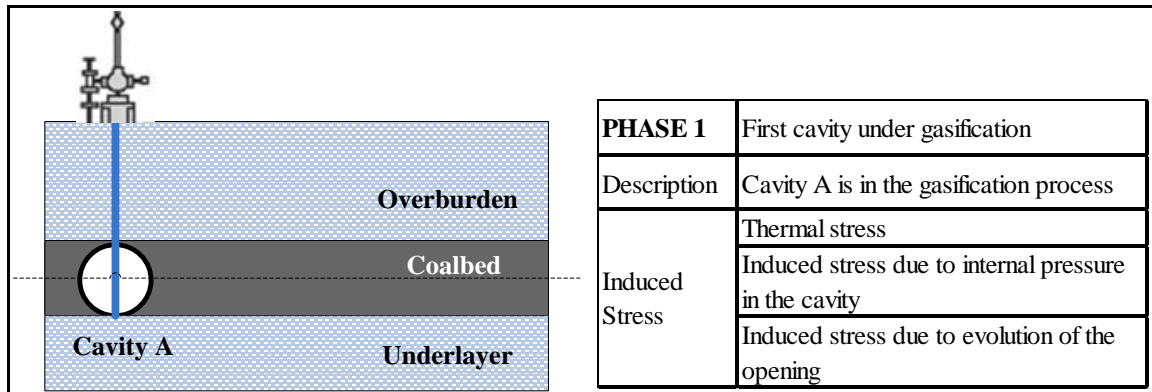 Overburden
Coalbed
Cavity A
Underlayer
PHASE 1 First cavity under gasification
Description Cavity A is in the gasification process
Induced
Stress
Thermal stress
Induced stress due to internal pressure
in the cavity
Induced stress due to evolution of the
opening